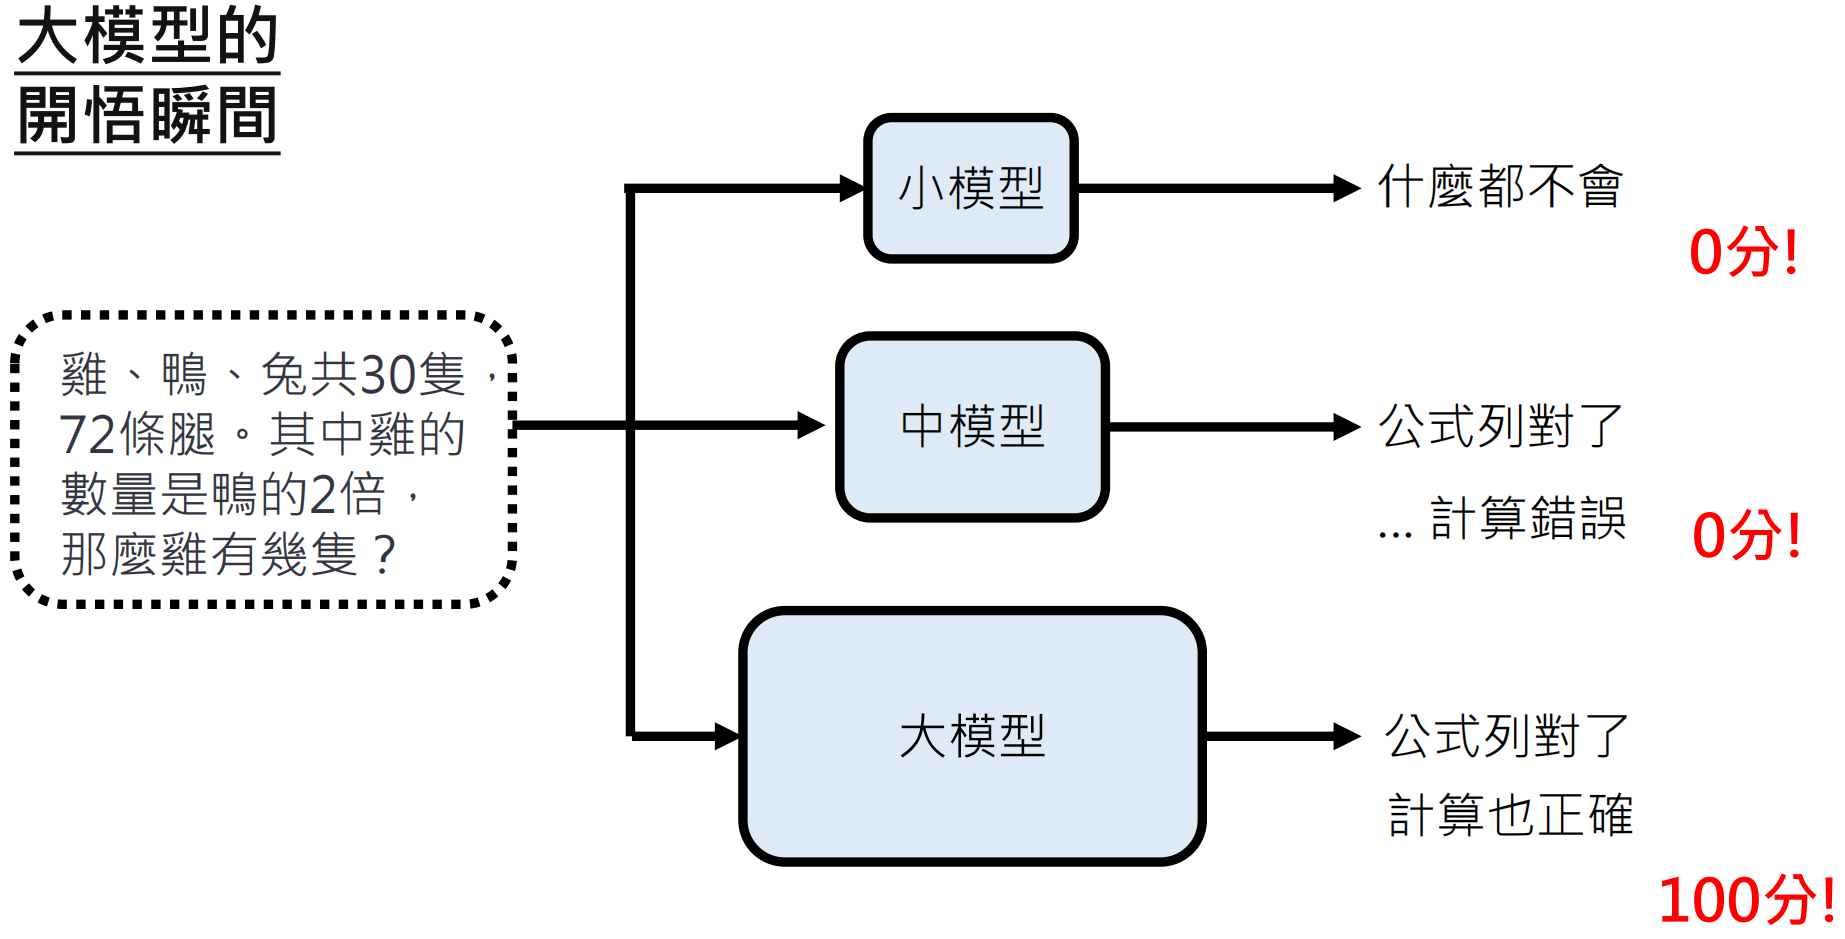 大模型的
開悟瞬間
雞、鴨、兔共30隻，
72條腿。其中雞的
數量是鴨的2倍，
那麼雞有幾隻？
小模型
什麼都不會
0分!
中模型
公式列對了
... 計算錯誤
0分!
大模型
公式列對了
計算也正確
100分!